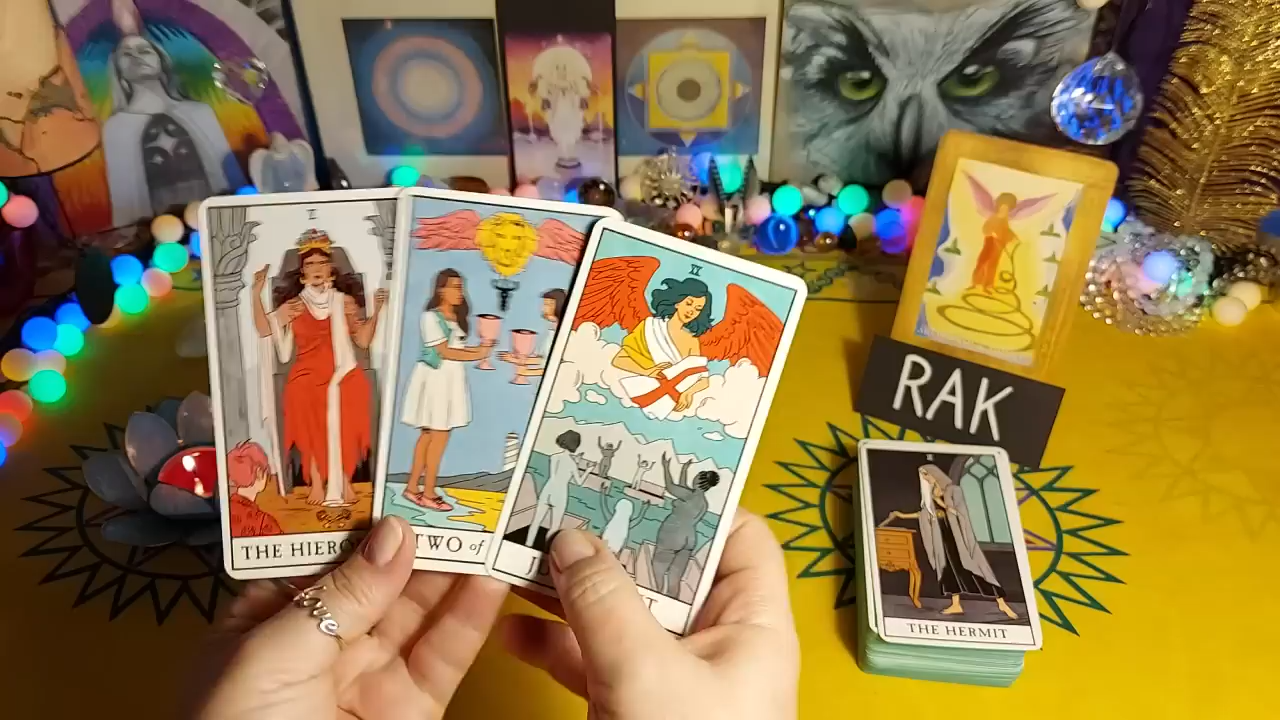 THE HIERO
TWO of
RAK
THE HERMIT